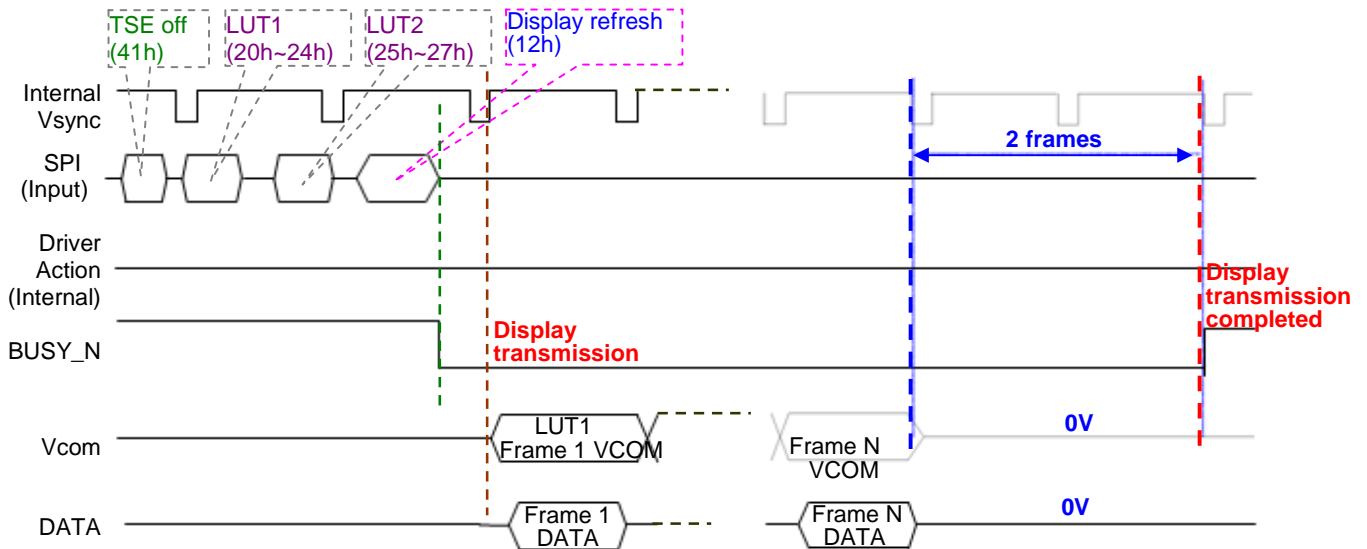 TSE off
(41h)
LUT1
(20h~24h)
LUT2
(25h~27h)
Display refresh
(12h)
Internal
Vsync
2 frames
SPI
(Input)
Driver
Action
(Internal)
Display
transmission
completed
BUSY_N
Display
transmission
Vcom
LUT1
Frame 1 VCOM
Frame N
VCOM
0V
DATA
Frame 1
DATA
Frame N
DATA
0V